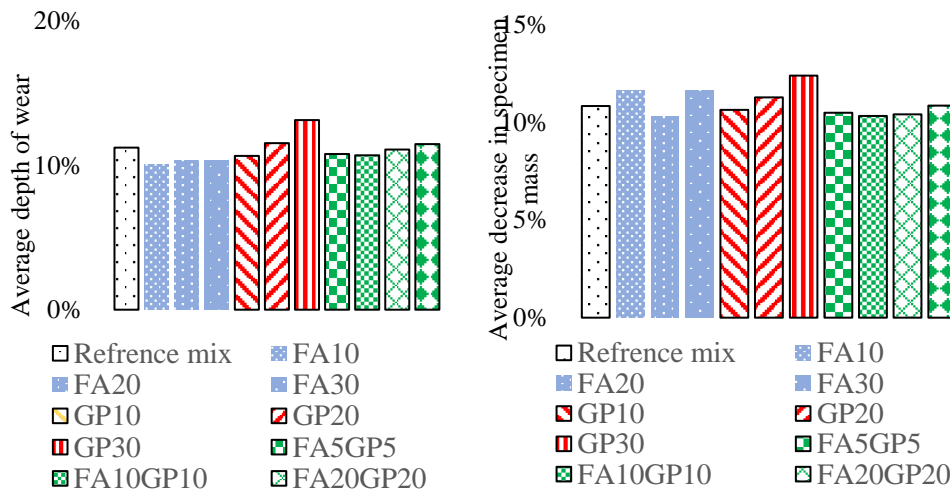 20%
10%
0%
Average depth of wear
Refrence mix
FA10
FA20
FA30
GP10
GP20
GP30
FA5GP5
FA10GP10
FA20GP20
15%
10%
5%
0%
Average decrease in specimen
mass
Refrence mix
FA10
FA20
FA30
GP10
GP20
GP30
FA5GP5
FA10GP10
FA20GP20